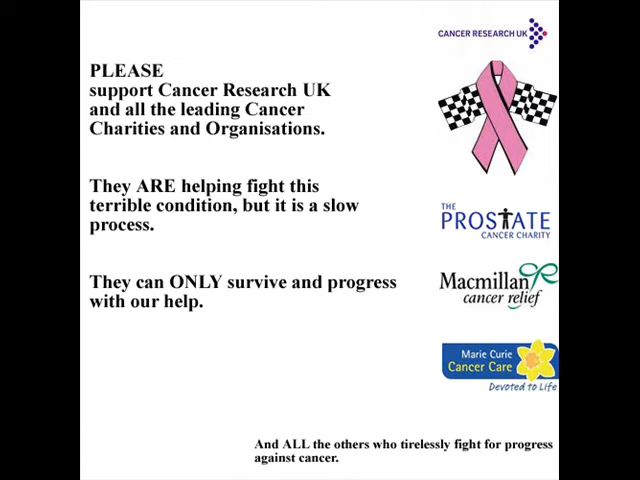 CANCER RESEARCH UK
PLEASE
support Cancer Research UK
and all the leading Cancer
Charities and Organisations.
They ARE helping fight this
terrible condition, but it is a slow
process.
THE
PROSTATE
CANCER CHARITY
They can ONLY survive and progress
with our help.
Macmillan
cancer relief
Marie Curie
Cancer Care
Devoted to Life
And ALL the others who tirelessly fight for progress
against cancer.